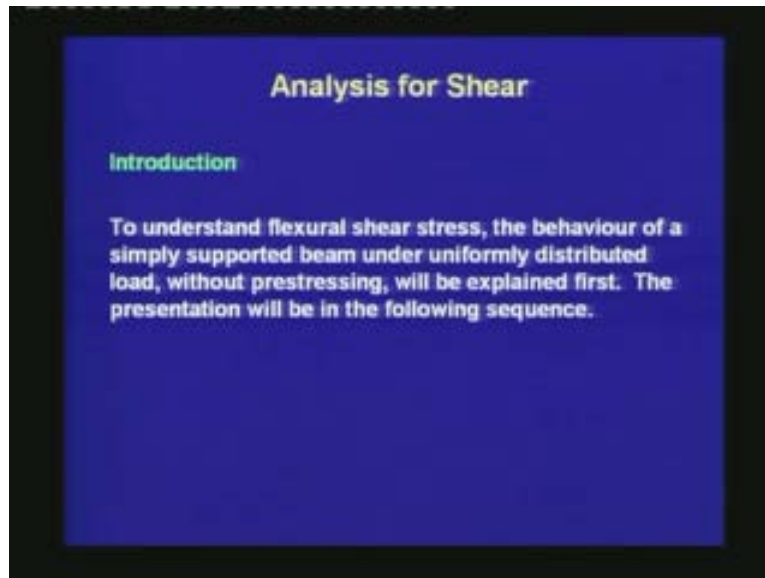 Analysis for Shear
Introduction
To understand flexural shear stress, the behaviour of a
simply supported beam under uniformly distributed
load, without prestressing, will be explained first. The
presentation will be in the following sequence.